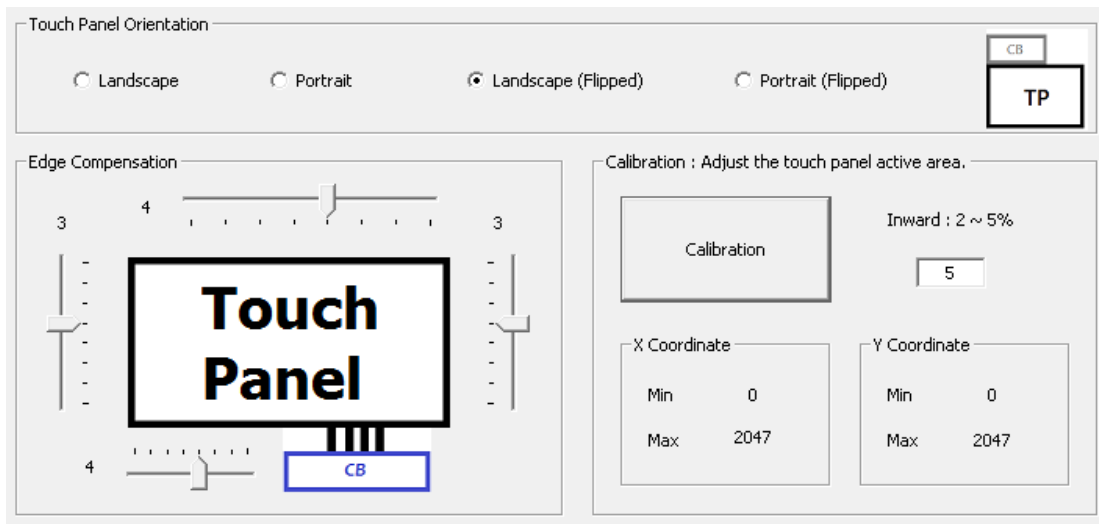 Touch Panel Orientation
Landscape
Portrait
Landscape (Flipped)
Portrait (Flipped)
CB
TP
Edge Compensation
4
3
3
Touch
Panel
4
CB
Calibration : Adjust the touch panel active area.
Calibration
Inward : 2 ~ 5%
5
X Coordinate
Min 0
Max 2047
Y Coordinate
Min 0
Max 2047